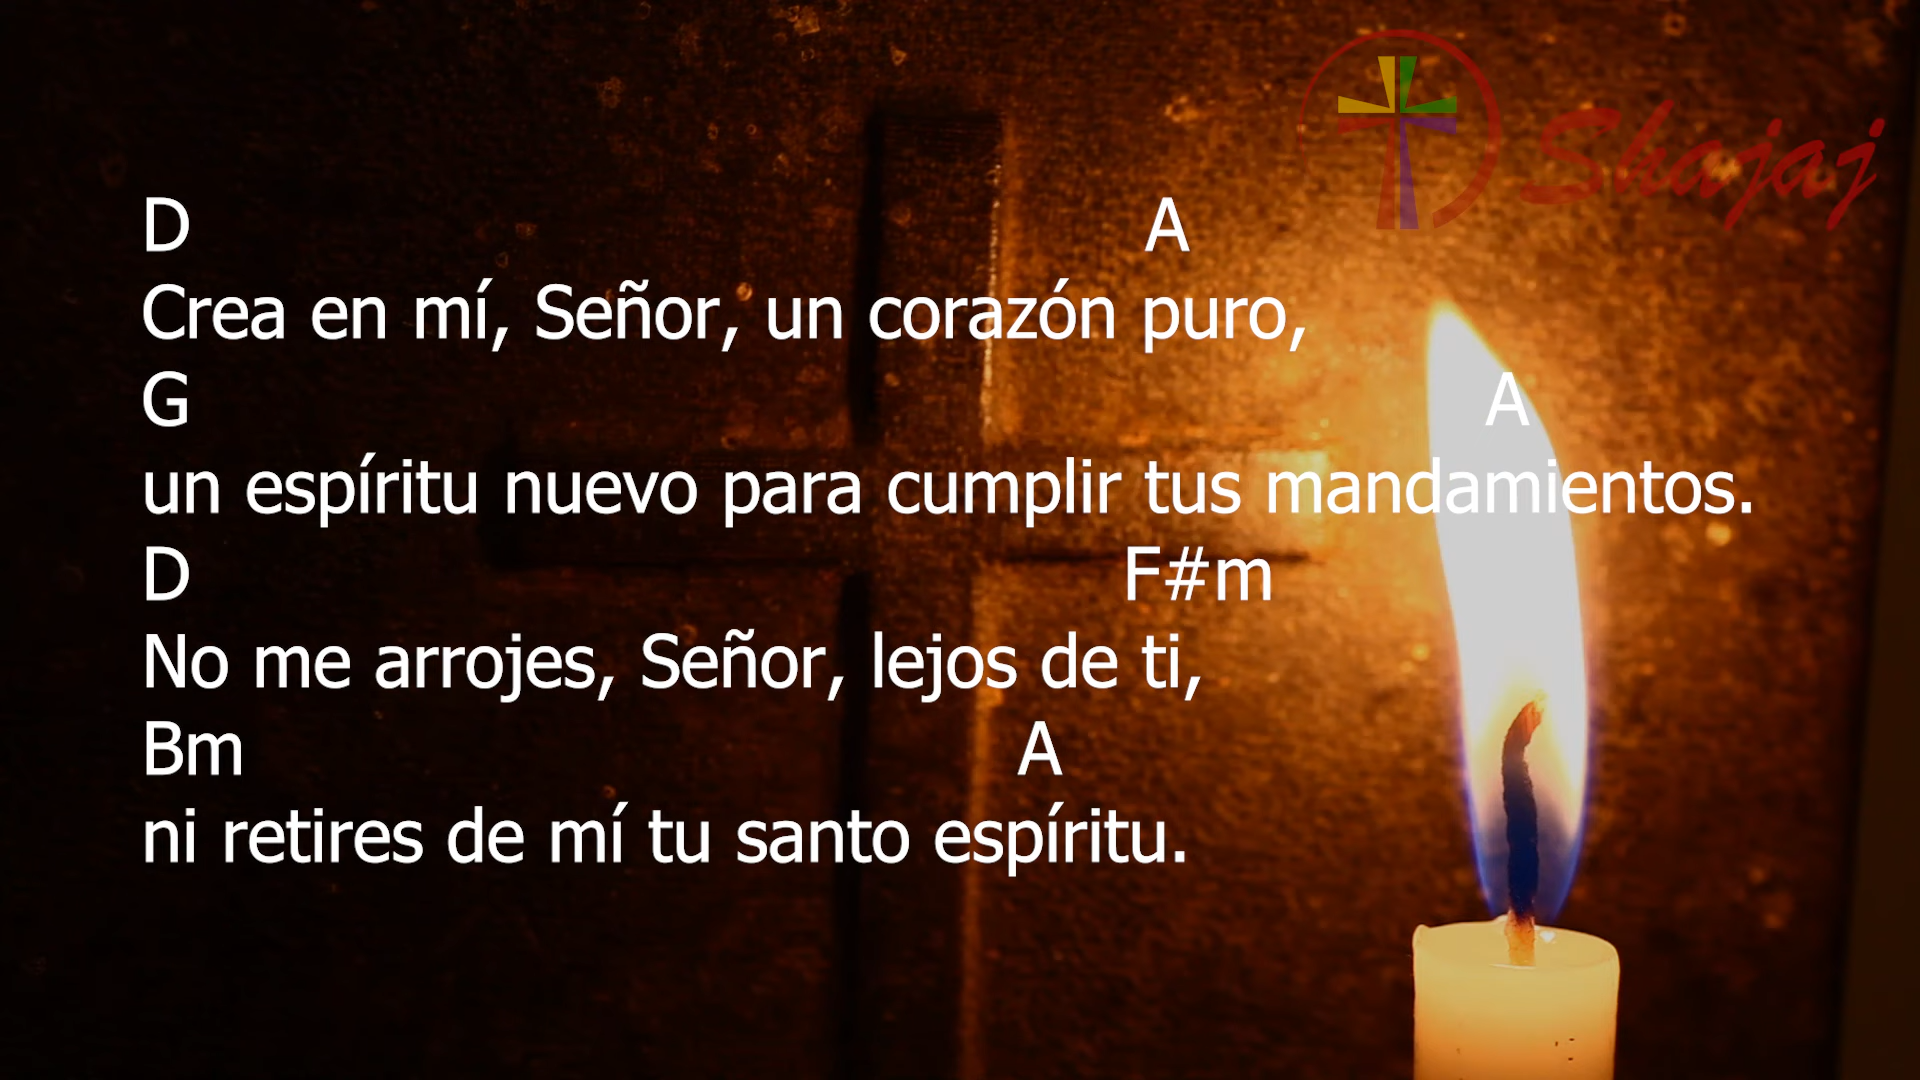 Shajaj
D A
Crea en mí, Señor, un corazón puro,
G A
un espíritu nuevo para cumplir tus mandamientos.
D F#m
No me arrojes, Señor, lejos de ti,
Bm A
ni retires de mí tu santo espíritu.